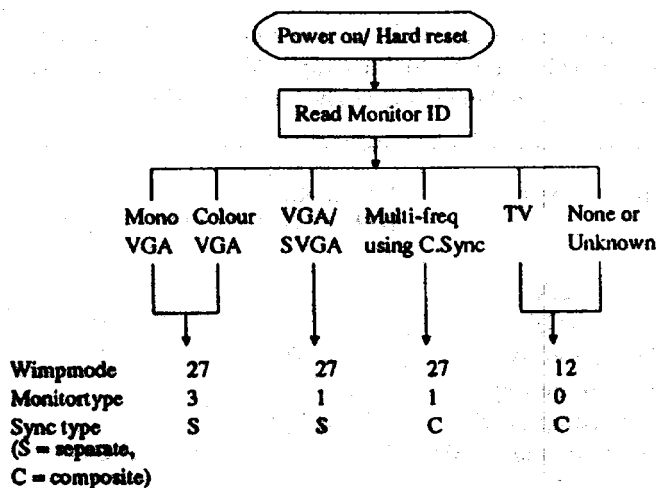 Power on/ Hard reset
Read Monitor ID
Mono Colour VGA/ Multi-freq TV None or
VGA VGA SVGA using C.Sync Unknown
Wimpmode 27 27 27 12
Monitortype 3 1 1 0
Sync type S S C C
(S = separate,
C = composite)